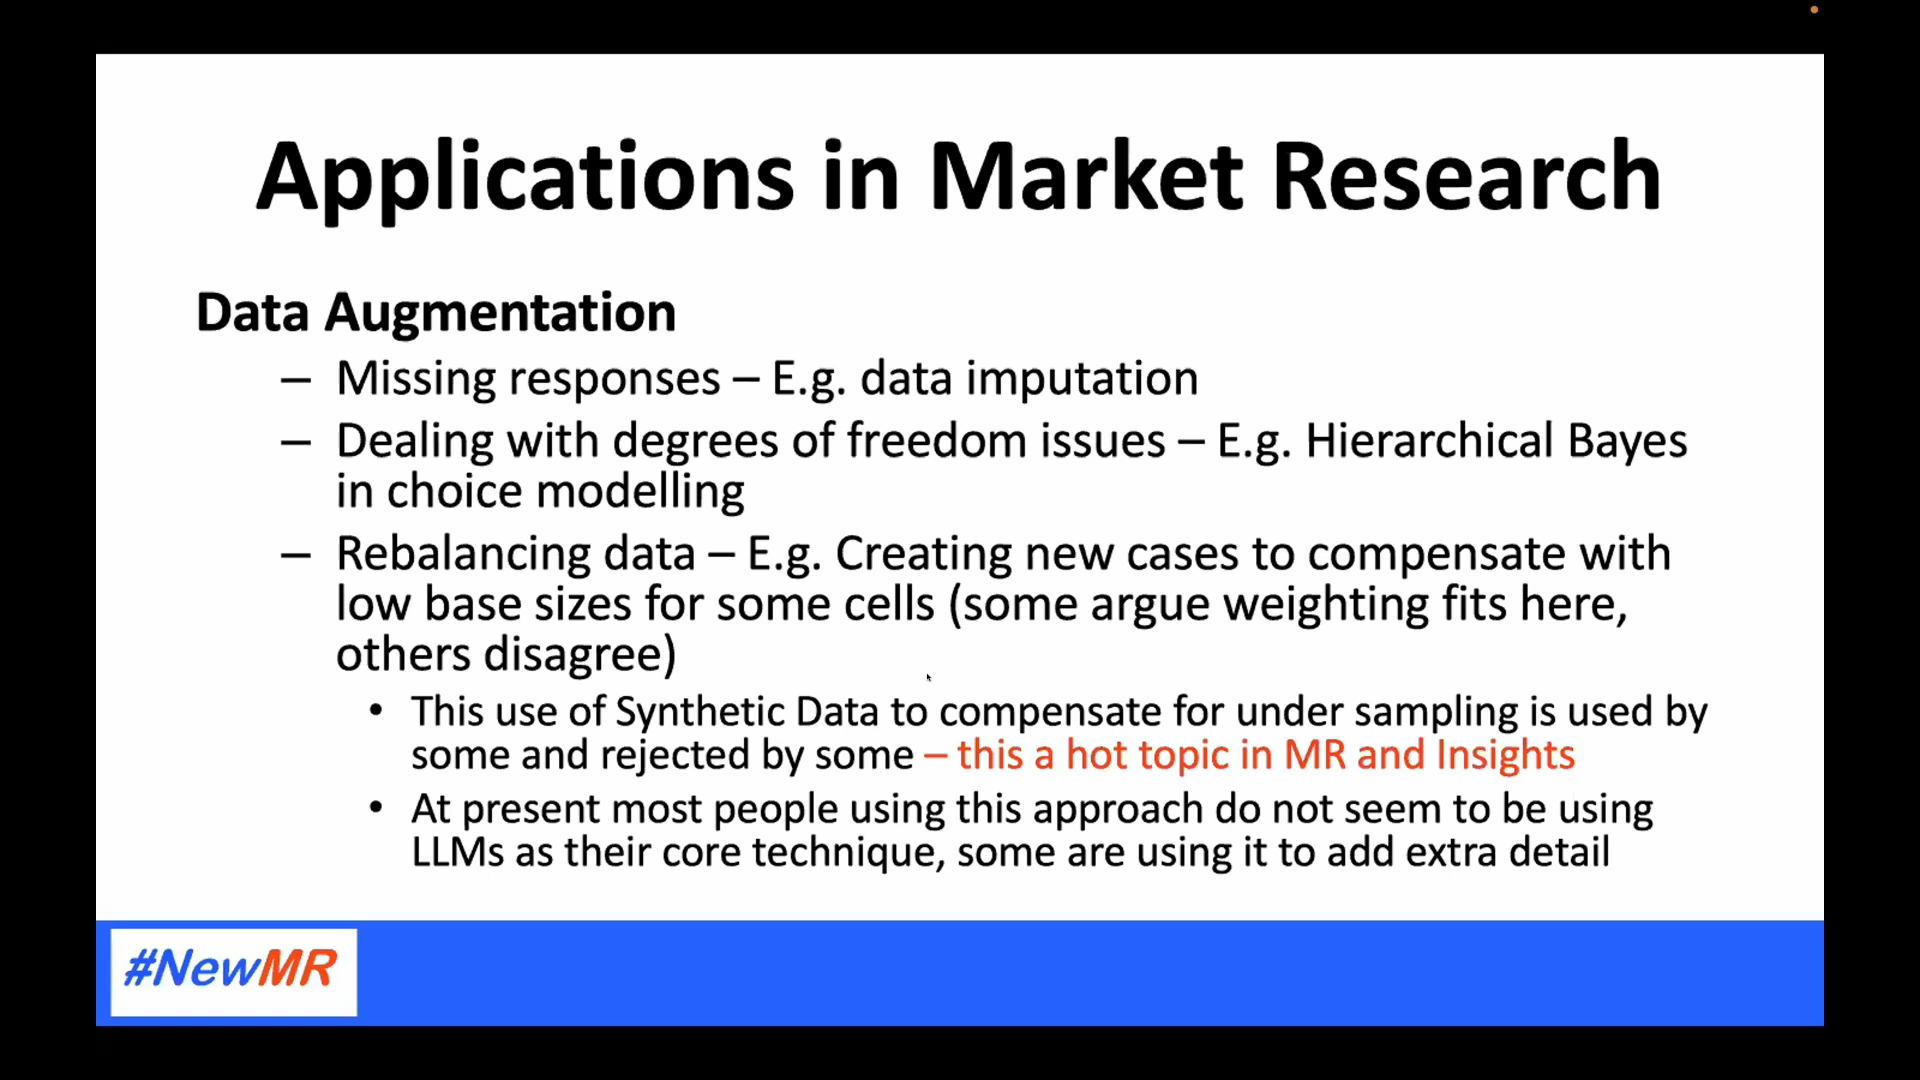 Applications in Market Research
Data Augmentation
– Missing responses – E.g. data imputation
– Dealing with degrees of freedom issues – E.g. Hierarchical Bayes
in choice modelling
– Rebalancing data – E.g. Creating new cases to compensate with
low base sizes for some cells (some argue weighting fits here,
others disagree)
• This use of Synthetic Data to compensate for under sampling is used by
some and rejected by some – this a hot topic in MR and Insights
• At present most people using this approach do not seem to be using
LLMs as their core technique, some are using it to add extra detail
#NewMR